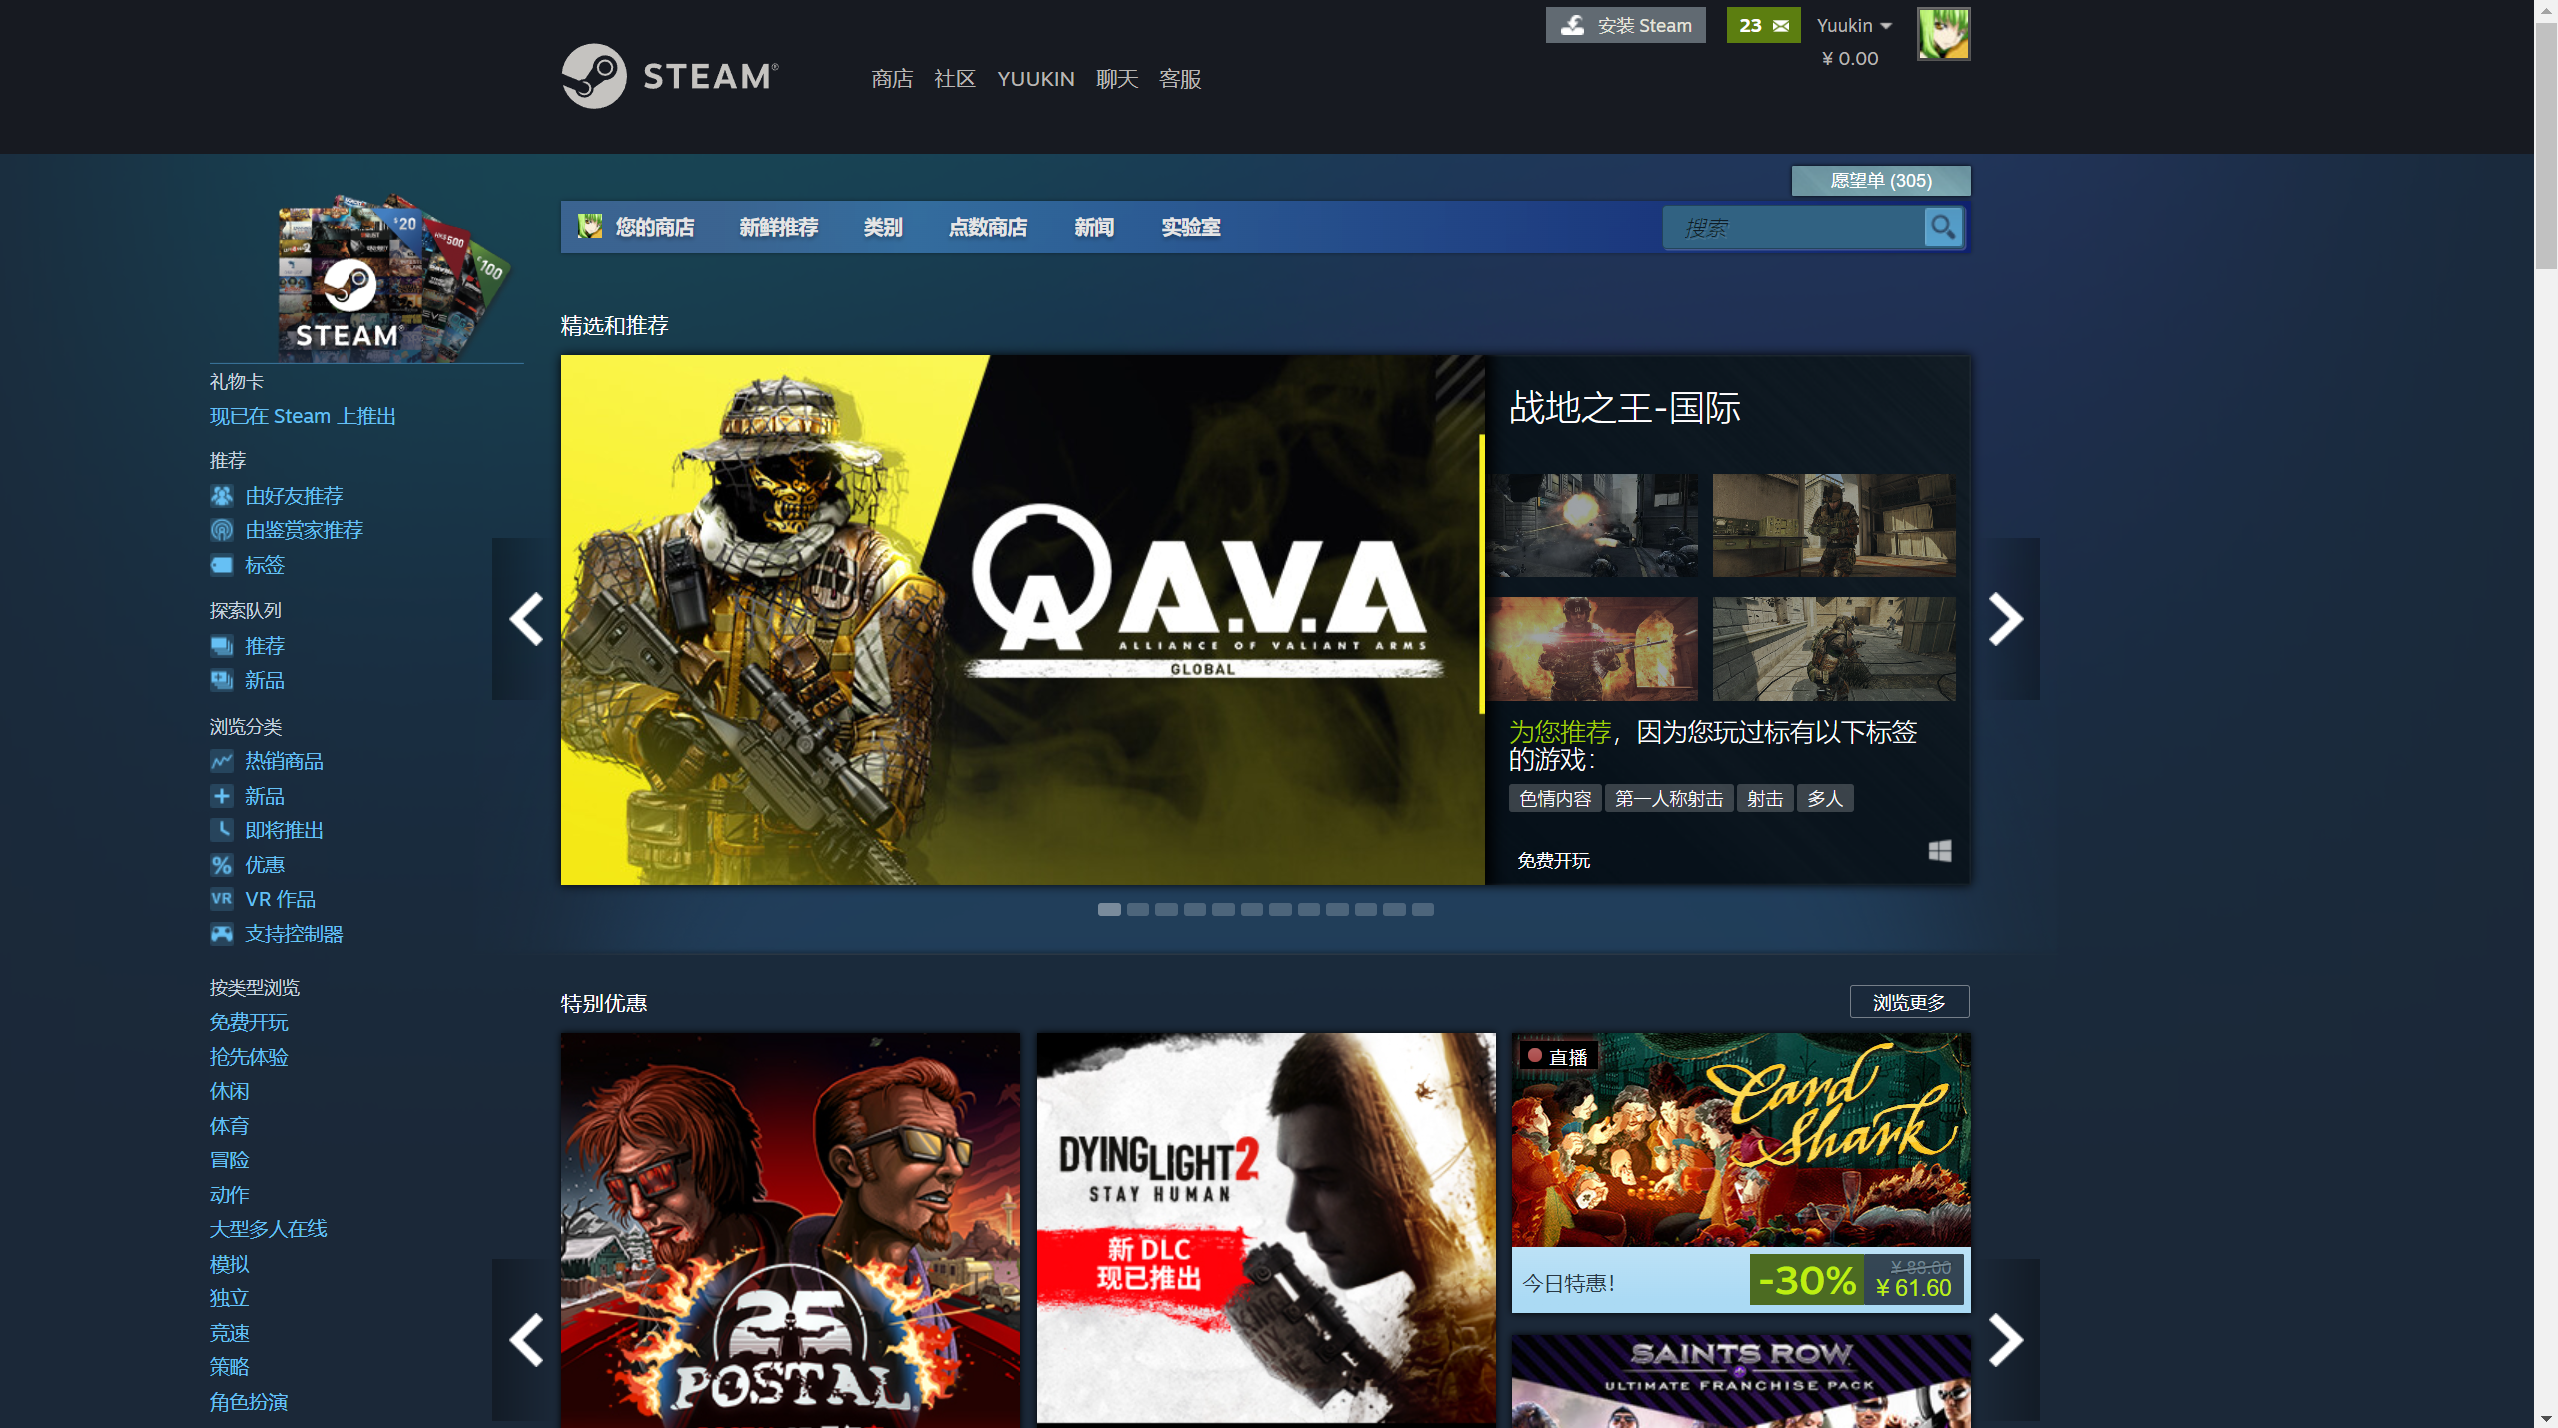 安装 Steam
23
Yuukin
¥ 0.00
STEAM®
商店 社区 YUUKIN 聊天 客服
愿望单 (305)
您的商店 新鲜推荐 类别 点数商店 新闻 实验室
搜索
$20
HK$500
€100
STEAM
礼物卡
现已在 Steam 上推出
推荐
由好友推荐
由鉴赏家推荐
标签
探索队列
推荐
新品
浏览分类
热销商品
新品
即将推出
优惠
VR VR 作品
支持控制器
按类型浏览
免费开玩
抢先体验
休闲
体育
冒险
动作
大型多人在线
模拟
独立
竞速
策略
角色扮演
精选和推荐
A.V.A
ALLIANCE OF VALIANT ARMS
GLOBAL
战地之王-国际
为您推荐，因为您玩过标有以下标签
的游戏：
色情内容 第一人称射击 射击 多人
免费开玩
特别优惠
浏览更多
25
POSTAL
DYING LIGHT 2
STAY HUMAN
新 DLC
现已推出
直播
Card
Shark
今日特惠！
-30%
¥ 88.00
¥ 61.60
SAINTS ROW
ULTIMATE FRANCHISE PACK